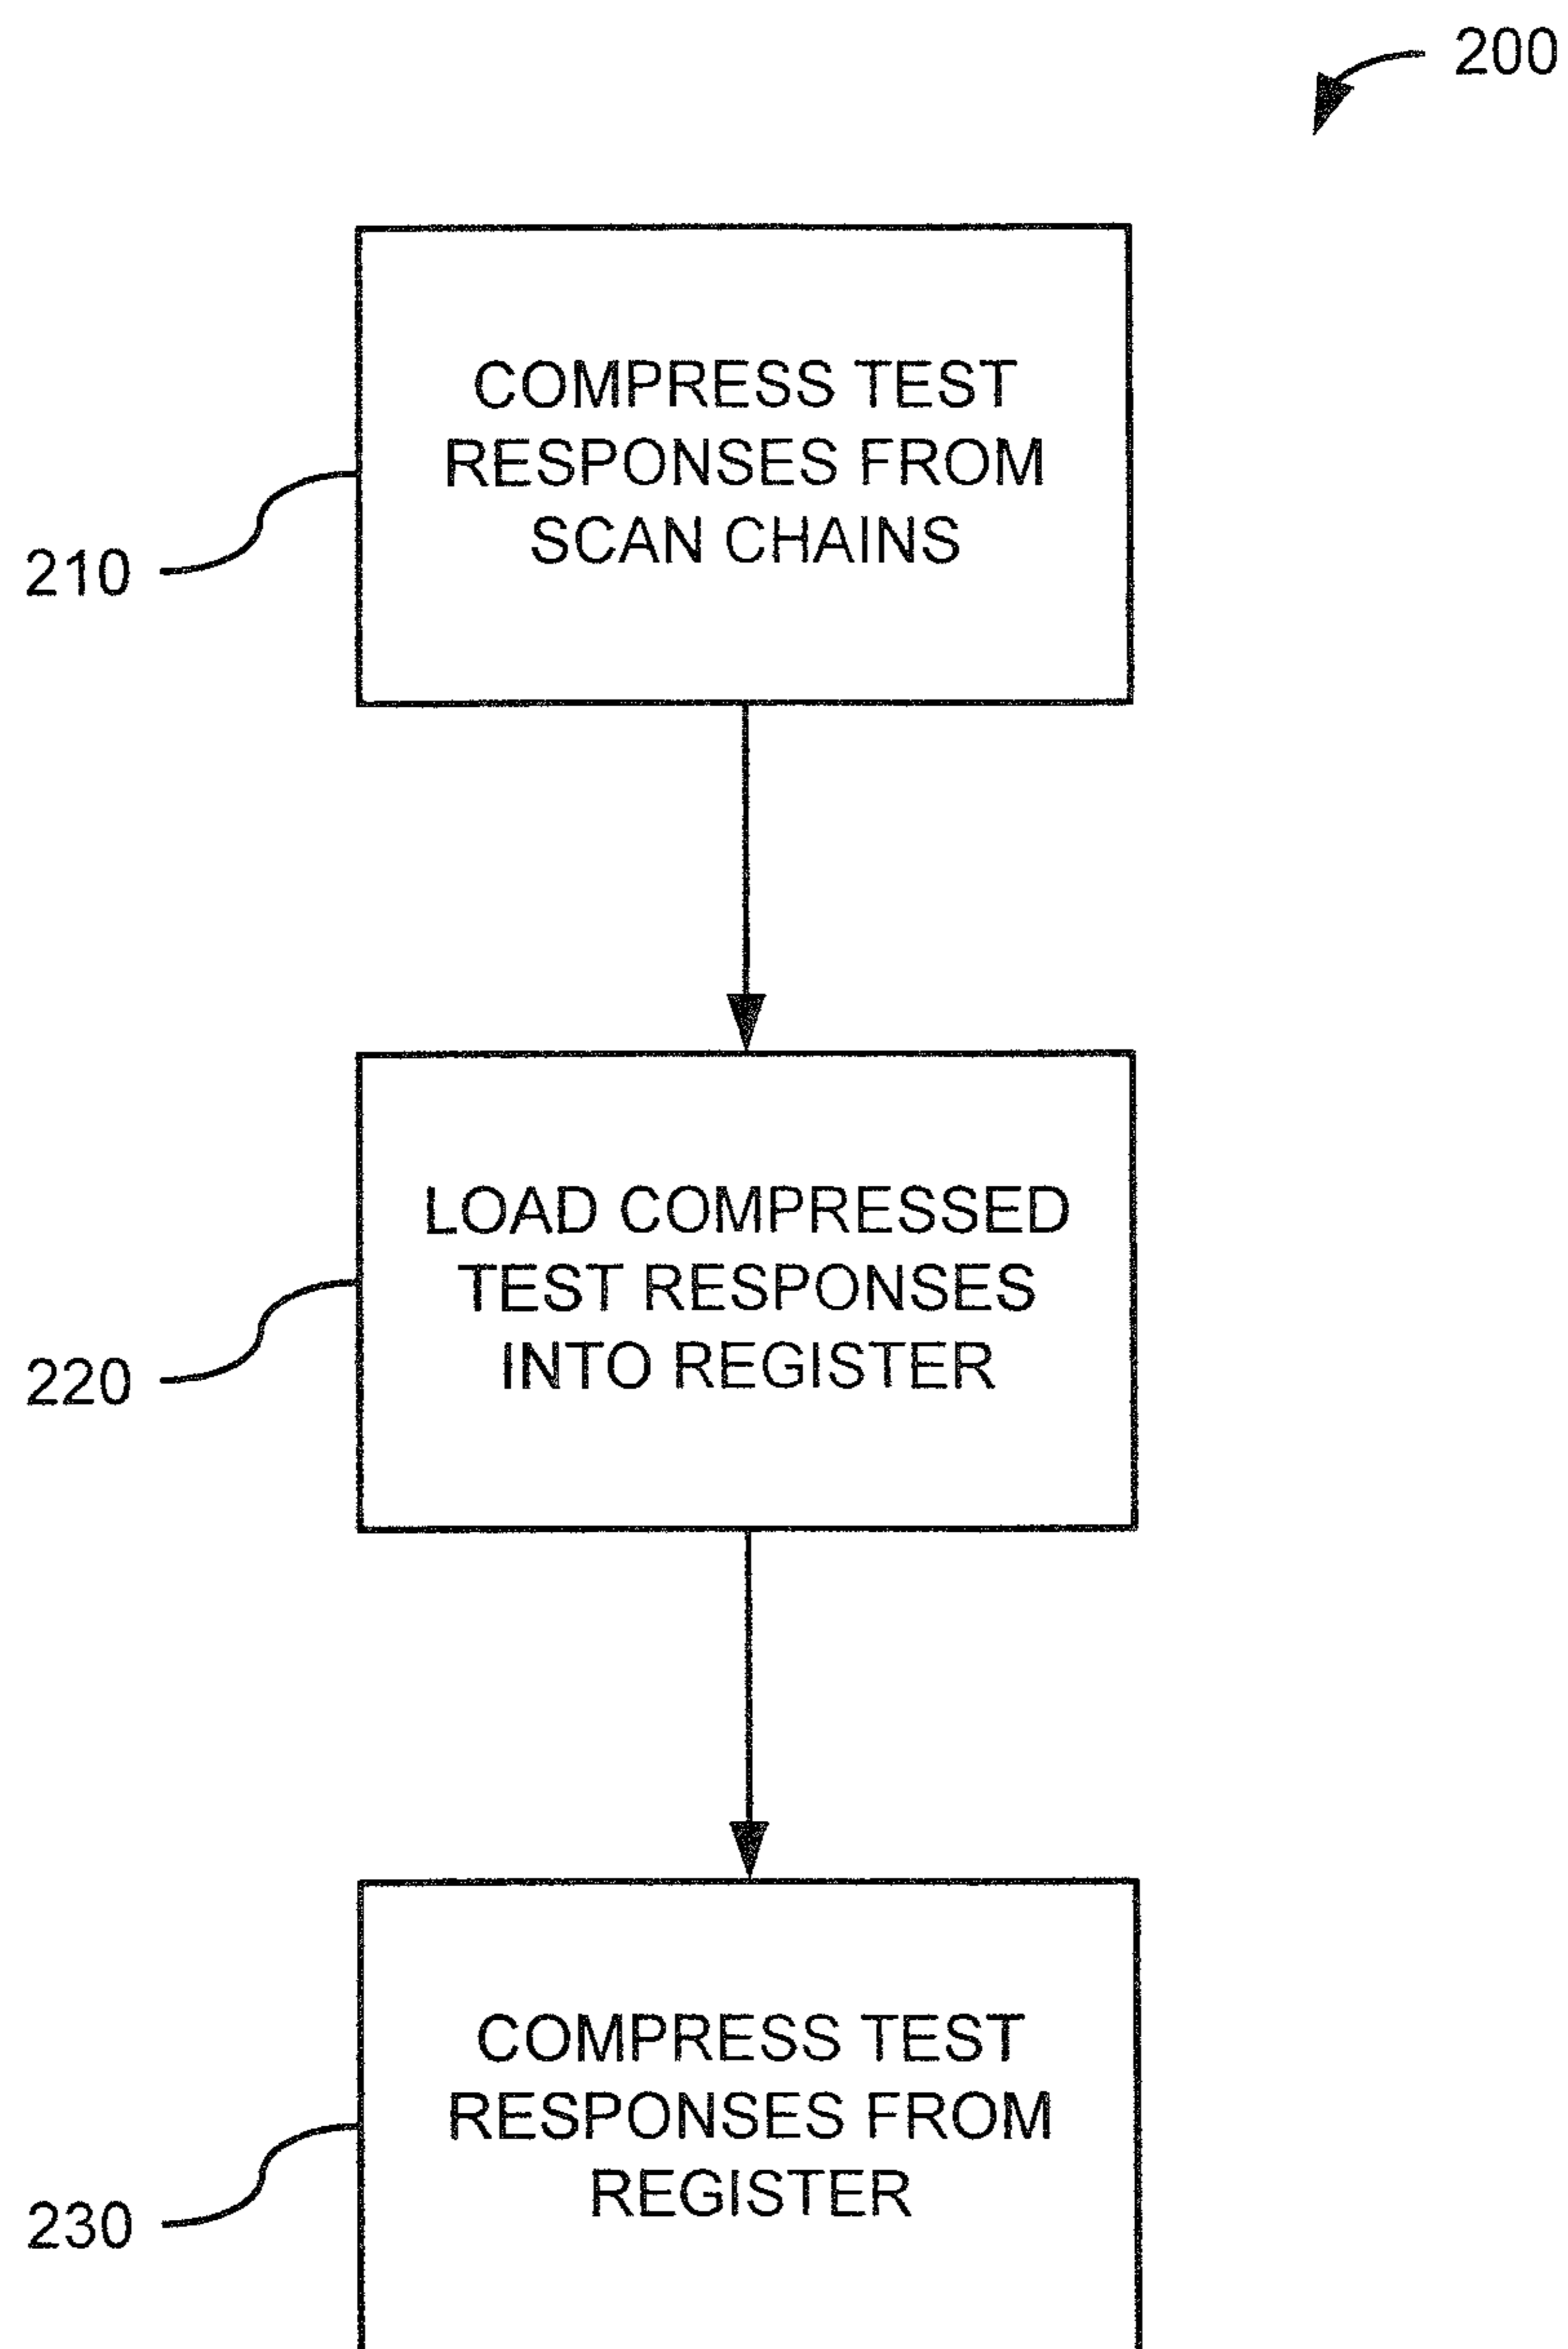 200
COMPRESS TEST
RESPONSES FROM
SCAN CHAINS
210
LOAD COMPRESSED
TEST RESPONSES
INTO REGISTER
220
COMPRESS TEST
RESPONSES FROM
REGISTER
230